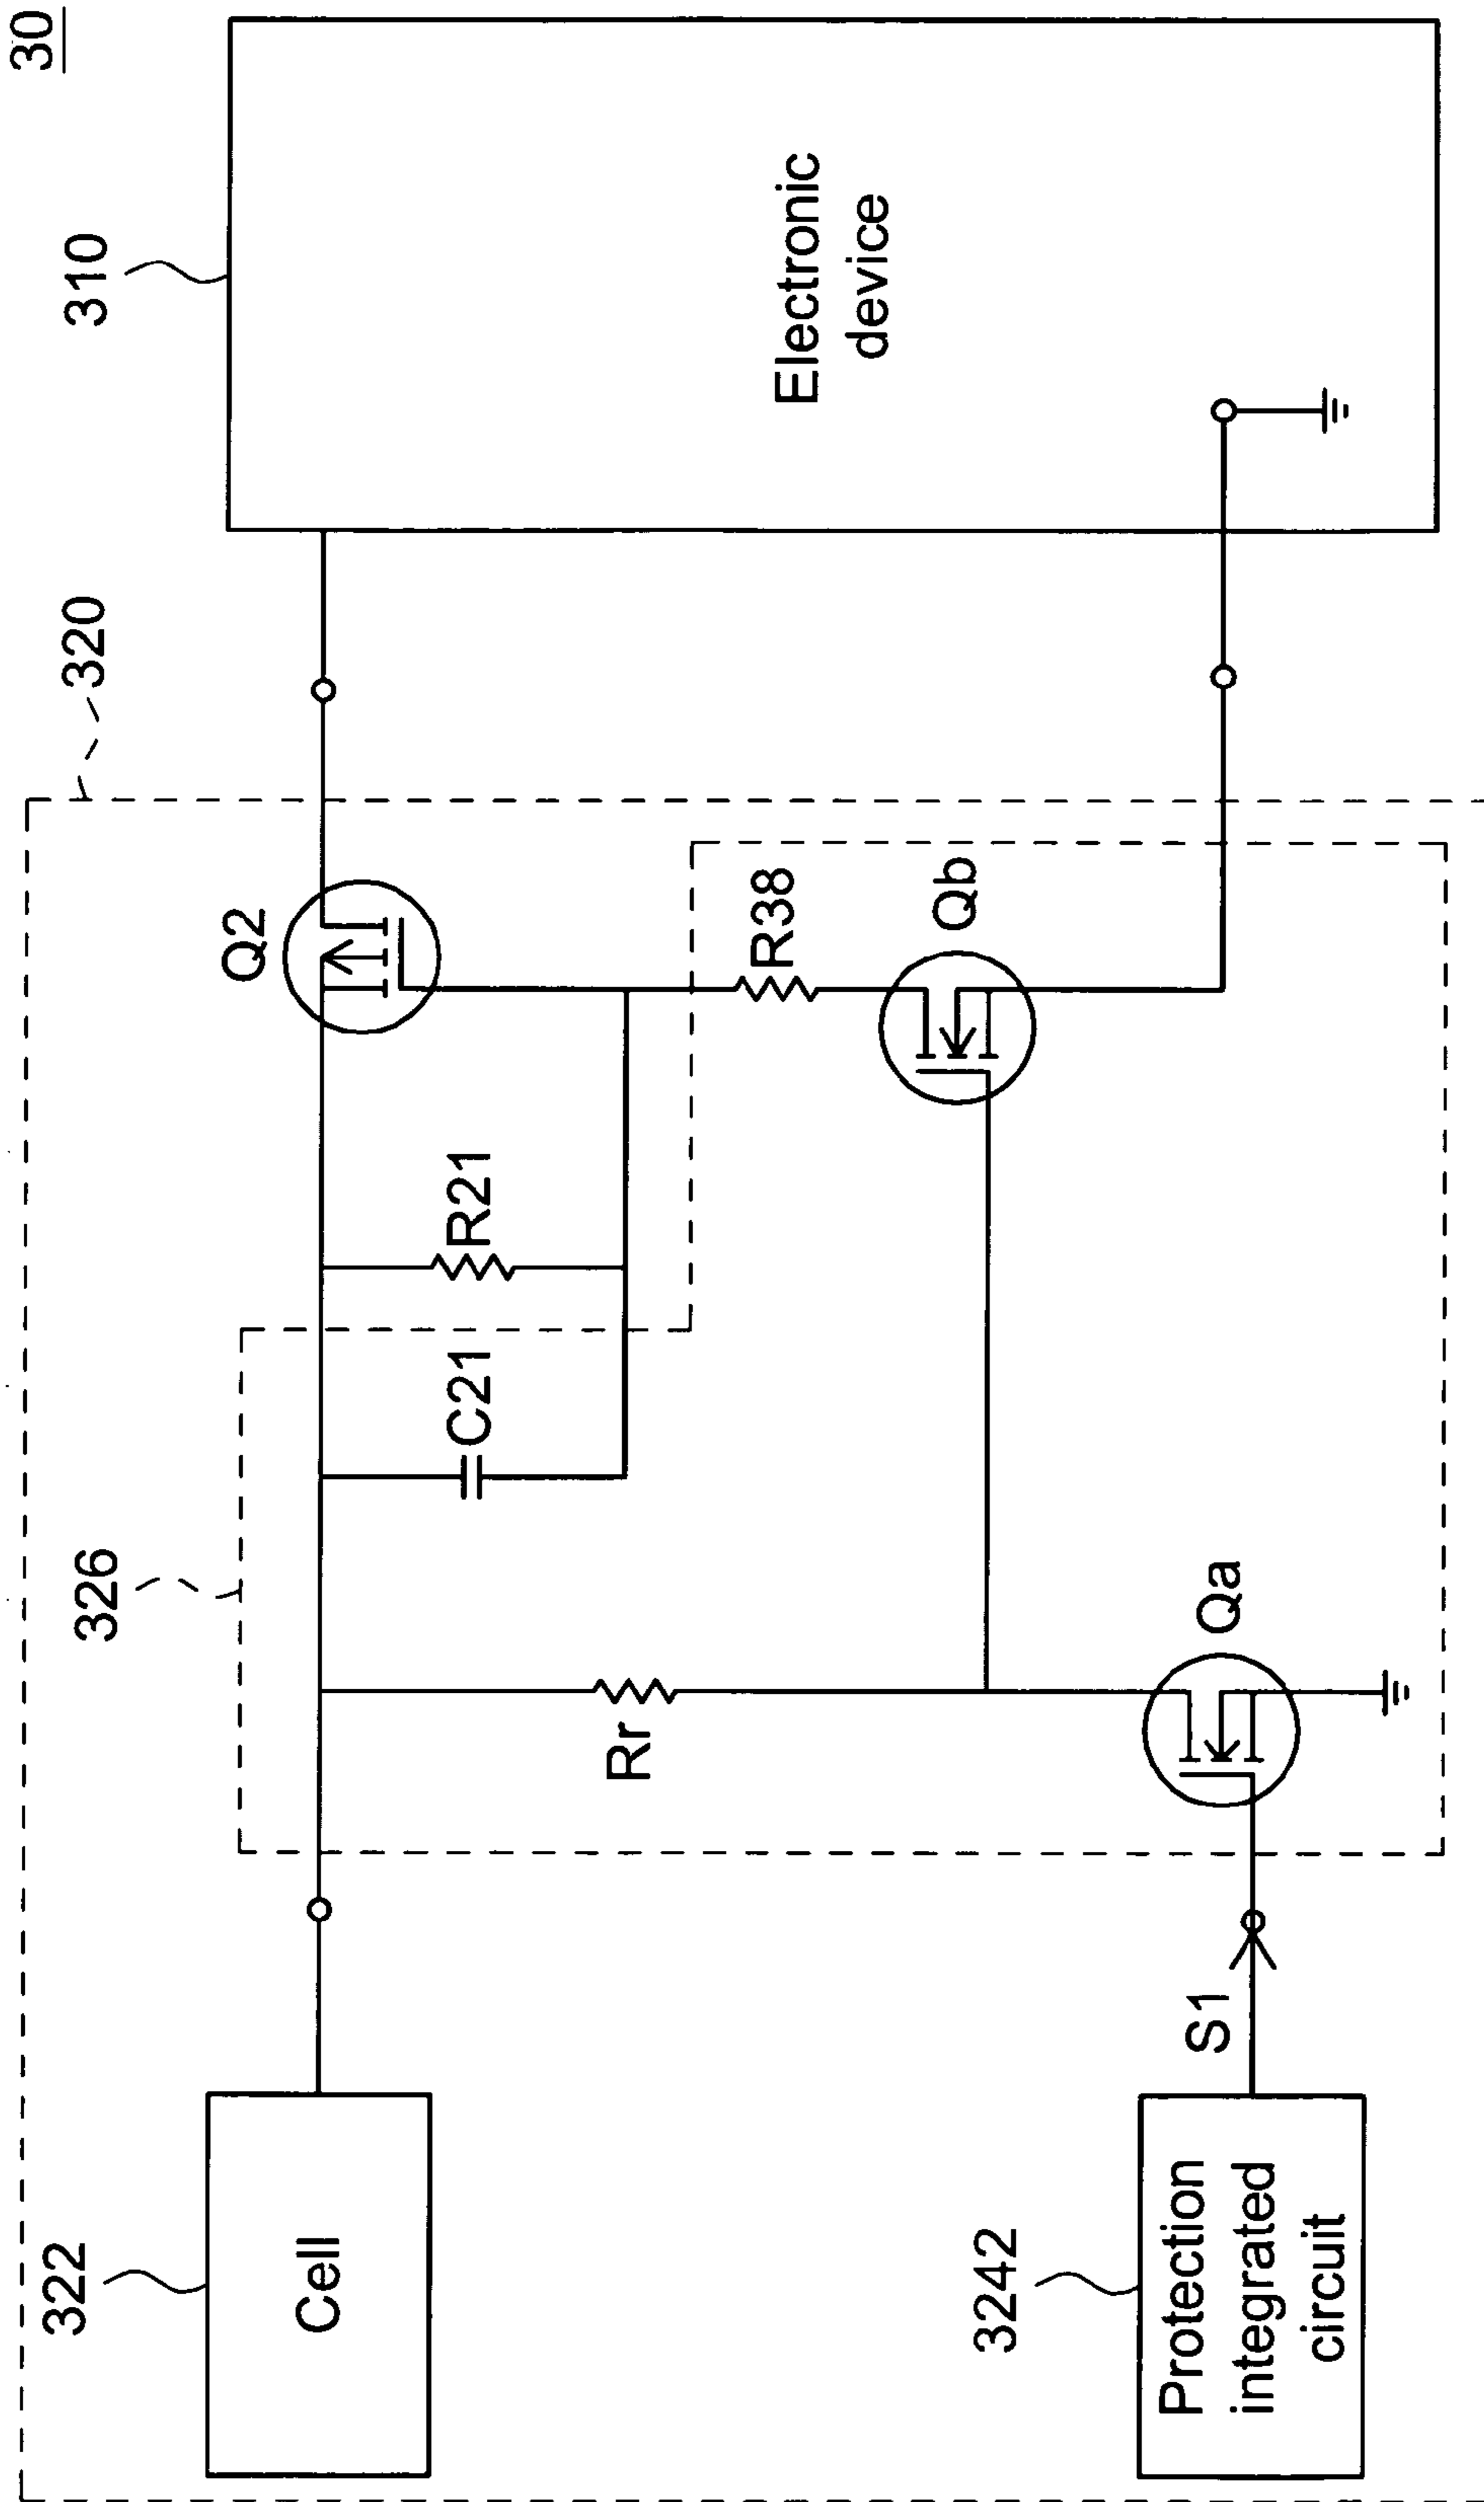 30
310
Electronic
device
320
Q2
R38
Qb
R21
C21
326
Rr
Qa
S1
322
Cell
3242
Protection
integrated
circuit